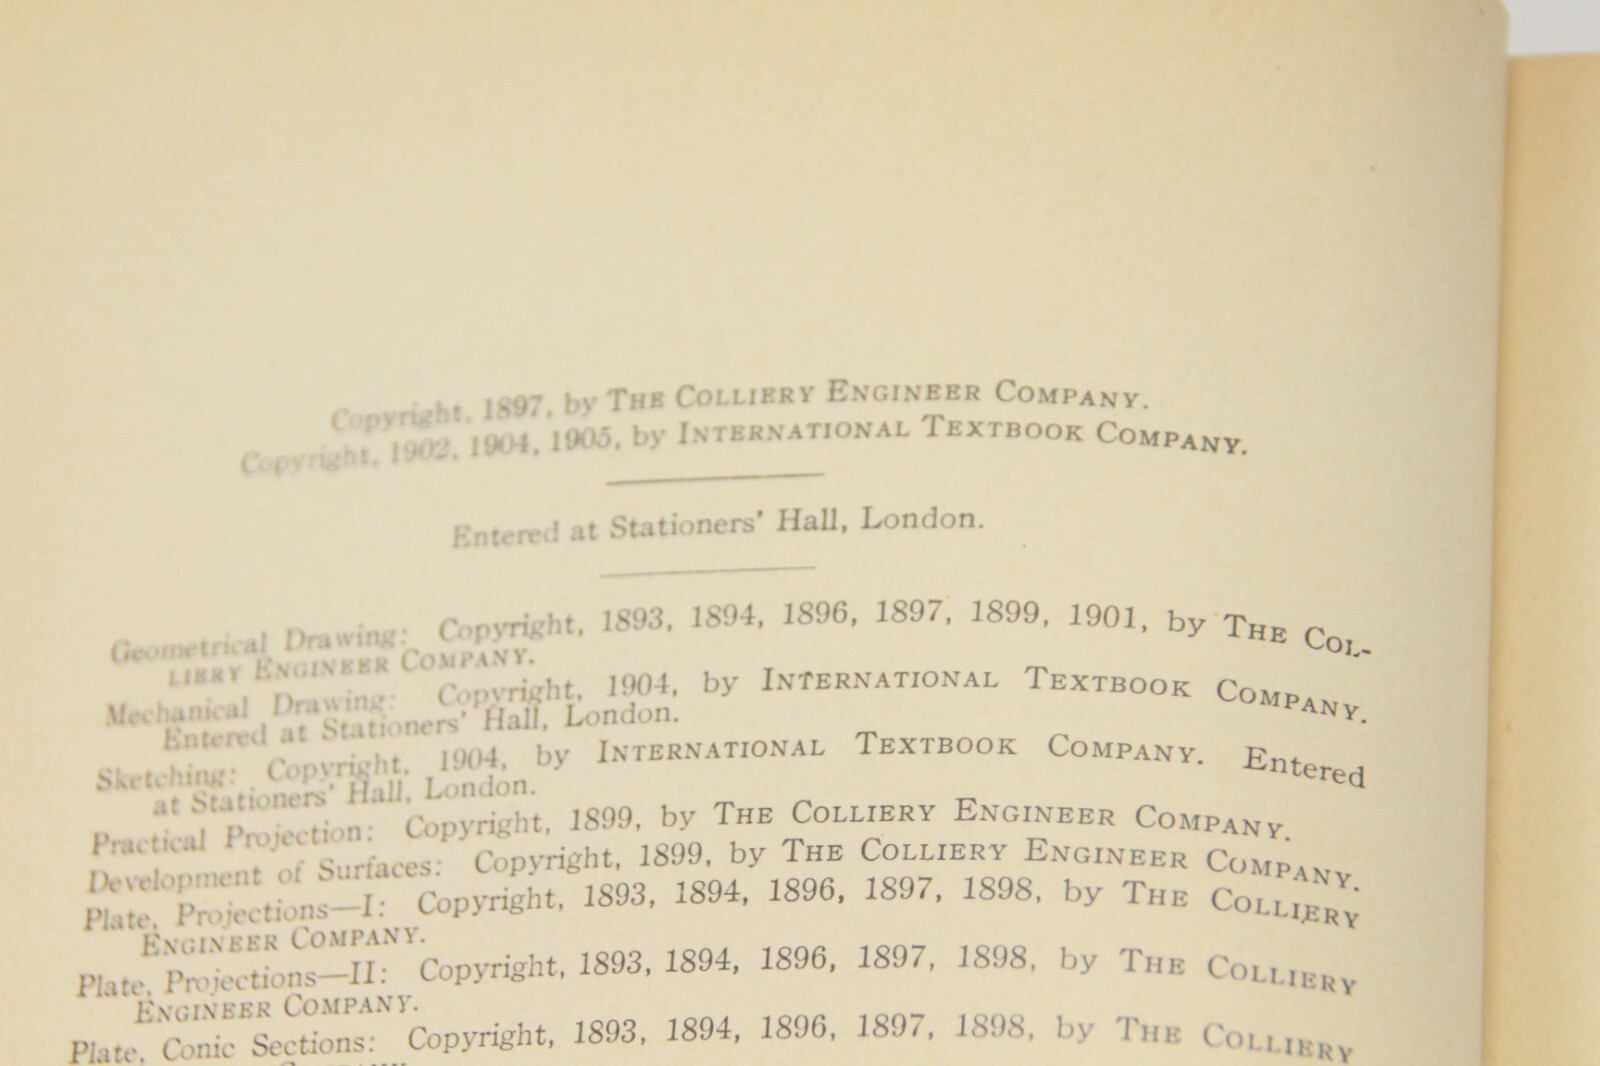 Copyright, 1897, by THE COLLIERY ENGINEER COMPANY.
Copyright, 1902, 1904, 1905, by INTERNATIONAL TEXTBOOK COMPANY.
Entered at Stationers' Hall, London.
Geometrical Drawing: Copyright, 1893, 1894, 1896, 1897, 1899, 1901, by THE COL-
LIERY ENGINEER COMPANY.
Mechanical Drawing: Copyright, 1904, by INTERNATIONAL TEXTBOOK COMPANY.
Entered at Stationers' Hall, London.
Sketching: Copyright, 1904, by INTERNATIONAL TEXTBOOK COMPANY. Entered
at Stationers' Hall, London.
Practical Projection: Copyright, 1899, by THE COLLIERY ENGINEER COMPANY.
Development of Surfaces: Copyright, 1899, by THE COLLIERY ENGINEER COMPANY.
Plate, Projections—I: Copyright, 1893, 1894, 1896, 1897, 1898, by THE COLLIERY
ENGINEER COMPANY.
Plate, Projections—II: Copyright, 1893, 1894, 1896, 1897, 1898, by THE COLLIERY
ENGINEER COMPANY.
Plate, Conic Sections: Copyright, 1893, 1894, 1896, 1897, 1898, by THE COLLIERY